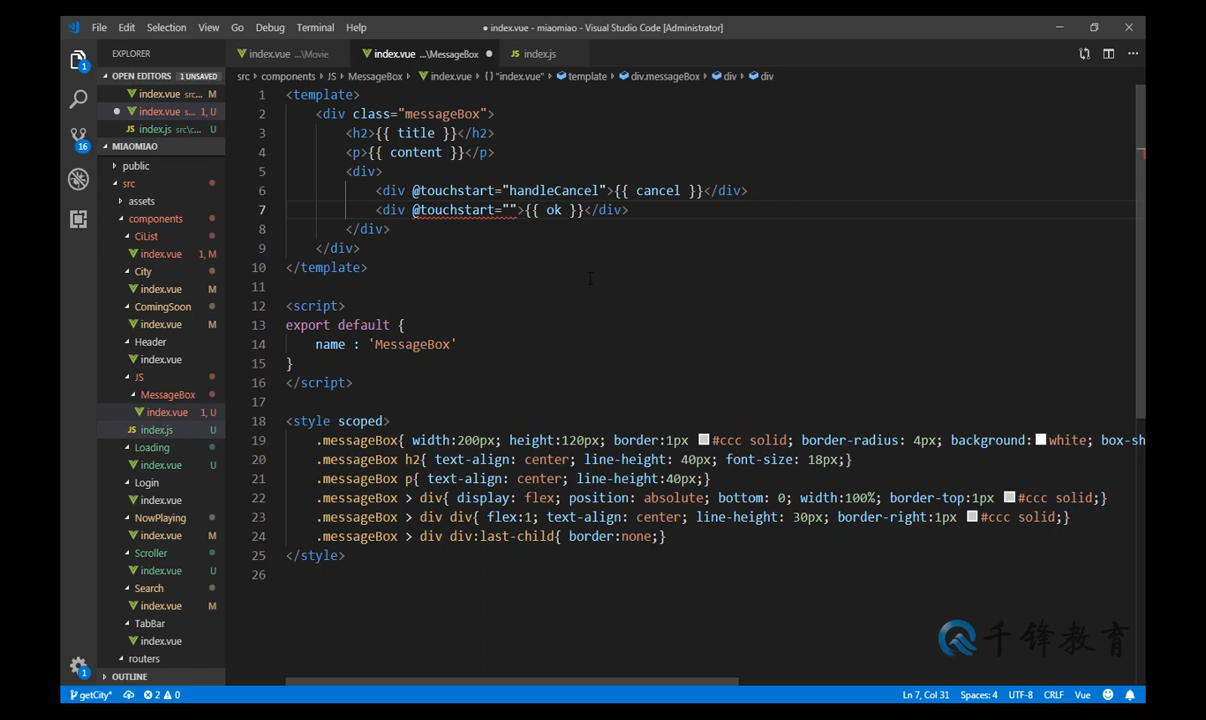 File Edit Selection View Go Debug Terminal Help
● index.vue - miaomiao - Visual Studio Code [Administrator]
EXPLORER
index.vue ...\Movie
index.vue ...\MessageBox ●
index.js
OPEN EDITORS 1 UNSAVED
index.vue src... M
index.vue s... 1, U
index.js src\c... U
MIAOMIAO
public
src
assets
components
CiList
index.vue 1, M
City
index.vue M
ComingSoon
index.vue M
Header
index.vue
JS
MessageBox
index.vue 1, U
index.js U
Loading
index.vue U
Login
index.vue
NowPlaying
index.vue M
Scroller
index.vue U
Search
index.vue M
TabBar
index.vue
routers
OUTLINE
1
16
1
src › components › JS › MessageBox › index.vue › {} "index.vue" › template › div.messageBox › div › div
1 <template>
2 <div class="messageBox">
3 <h2>{{ title }}</h2>
4 <p>{{ content }}</p>
5 <div>
6 <div @touchstart="handleCancel">{{ cancel }}</div>
7 <div @touchstart="">{{ ok }}</div>
8 </div>
9 </div>
10 </template>
11
12 <script>
13 export default {
14 name : 'MessageBox'
15 }
16 </script>
17
18 <style scoped>
19 .messageBox{ width:200px; height:120px; border:1px #ccc solid; border-radius: 4px; background:white; box-sh
20 .messageBox h2{ text-align: center; line-height: 40px; font-size: 18px;}
21 .messageBox p{ text-align: center; line-height:40px;}
22 .messageBox > div{ display: flex; position: absolute; bottom: 0; width:100%; border-top:1px #ccc solid;}
23 .messageBox > div div{ flex:1; text-align: center; line-height: 30px; border-right:1px #ccc solid;}
24 .messageBox > div div:last-child{ border:none;}
25 </style>
26
千锋教育
getCity* 2 0
Ln 7, Col 31 Spaces: 4 UTF-8 CRLF Vue